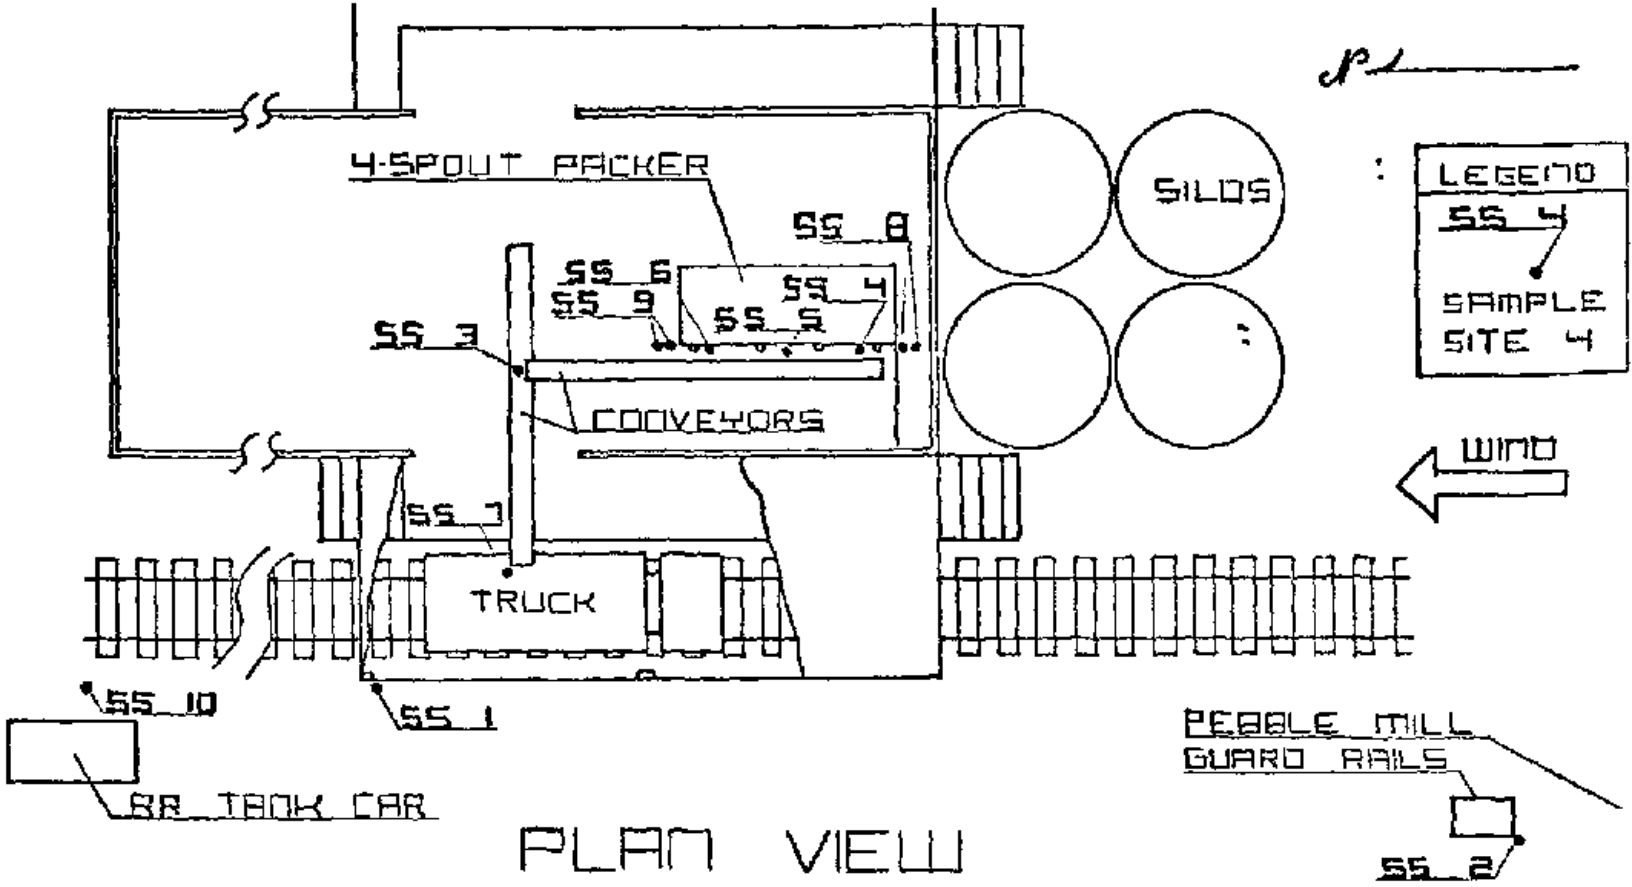 4-SPOUT PACKER
SILOS
LEGEND
SS 4
SAMPLE
SITE 4
SS 8
SS 6
SS 4
SS 9
SS 5
SS 3
CONVEYORS
WIND
SS 7
TRUCK
SS 10
SS 1
PEBBLE MILL
GUARD RAILS
RR TANK CAR
PLAN VIEW
SS 2